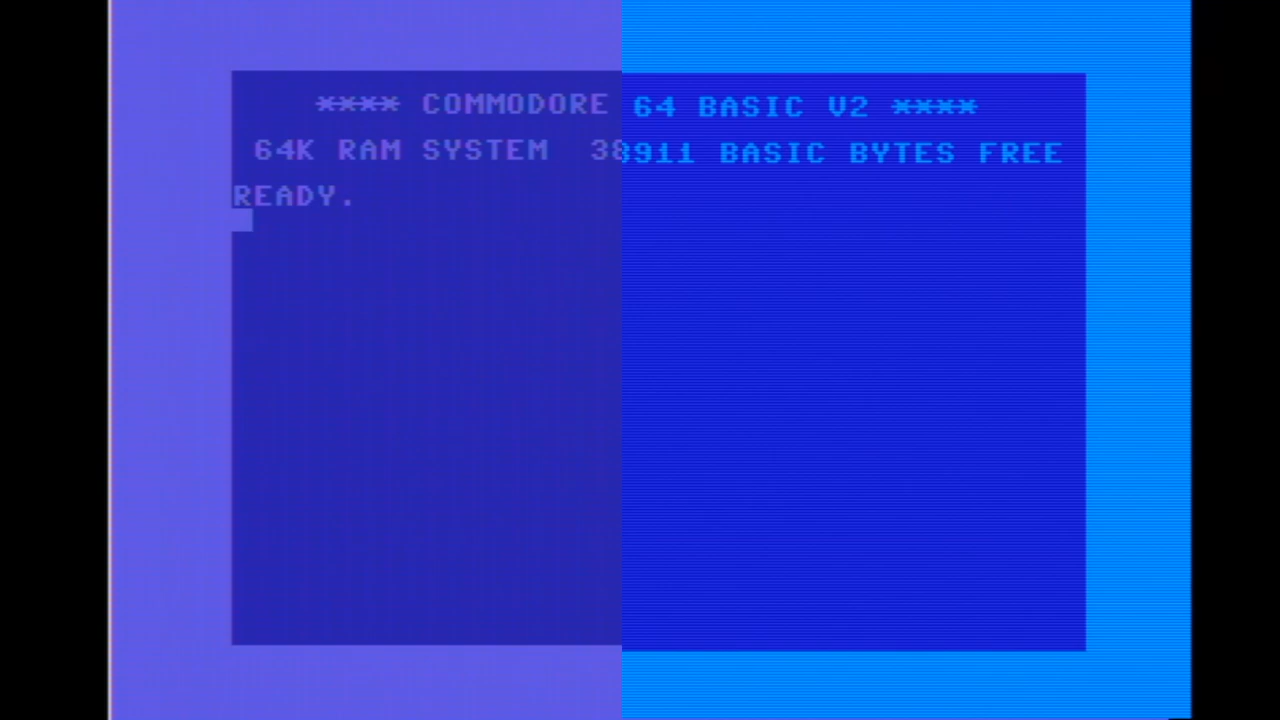 **** COMMODORE 64 BASIC V2 ****
64K RAM SYSTEM 38911 BASIC BYTES FREE
READY.